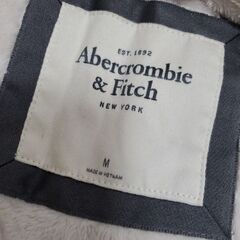 EST. 1892
Abercrombie
& Fitch
NEW YORK
M
MADE IN VIETNAM